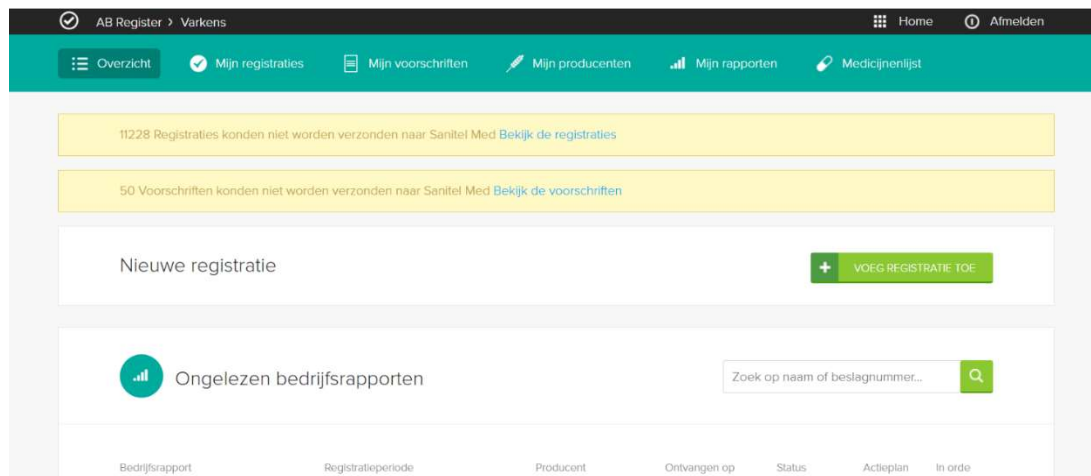 AB Register > Varkens
Home
Afmelden
Overzicht
Mijn registraties
Mijn voorschriften
Mijn producenten
Mijn rapporten
Medicijnenlijst
11228 Registraties konden niet worden verzonden naar Sanitel Med Bekijk de registraties
50 Voorschriften konden niet worden verzonden naar Sanitel Med Bekijk de voorschriften
Nieuwe registratie
+ VOEG REGISTRATIE TOE
Ongelezen bedrijfsrapporten
Zoek op naam of beslagnummer...
Bedrijfsrapport
Registratieperiode
Producent
Ontvangen op
Status
Actieplan
In orde